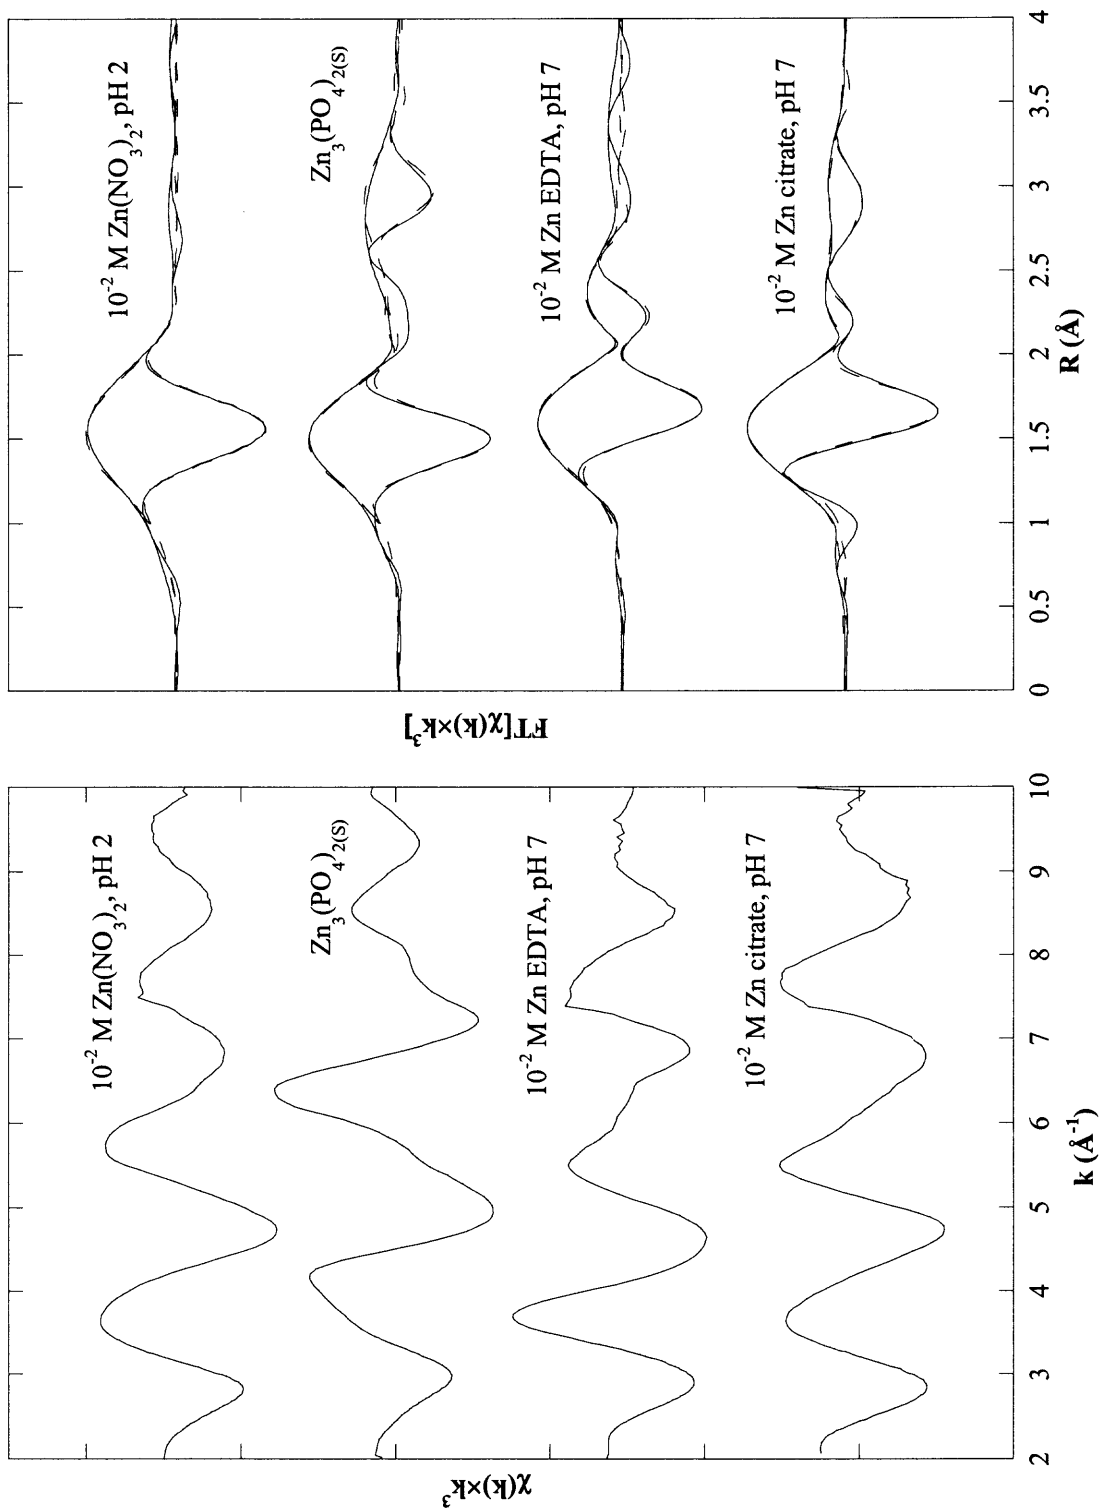 χ(k)×k³
10⁻² M Zn(NO₃)₂, pH 2
Zn₃(PO₄)₂₍S₎
10⁻² M Zn EDTA, pH 7
10⁻² M Zn citrate, pH 7
2 3 4 5 6 7 8 9 10
k (Å⁻¹)
FT[χ(k)×k³]
10⁻² M Zn(NO₃)₂, pH 2
Zn₃(PO₄)₂₍S₎
10⁻² M Zn EDTA, pH 7
10⁻² M Zn citrate, pH 7
0 0.5 1 1.5 2 2.5 3 3.5 4
R (Å)